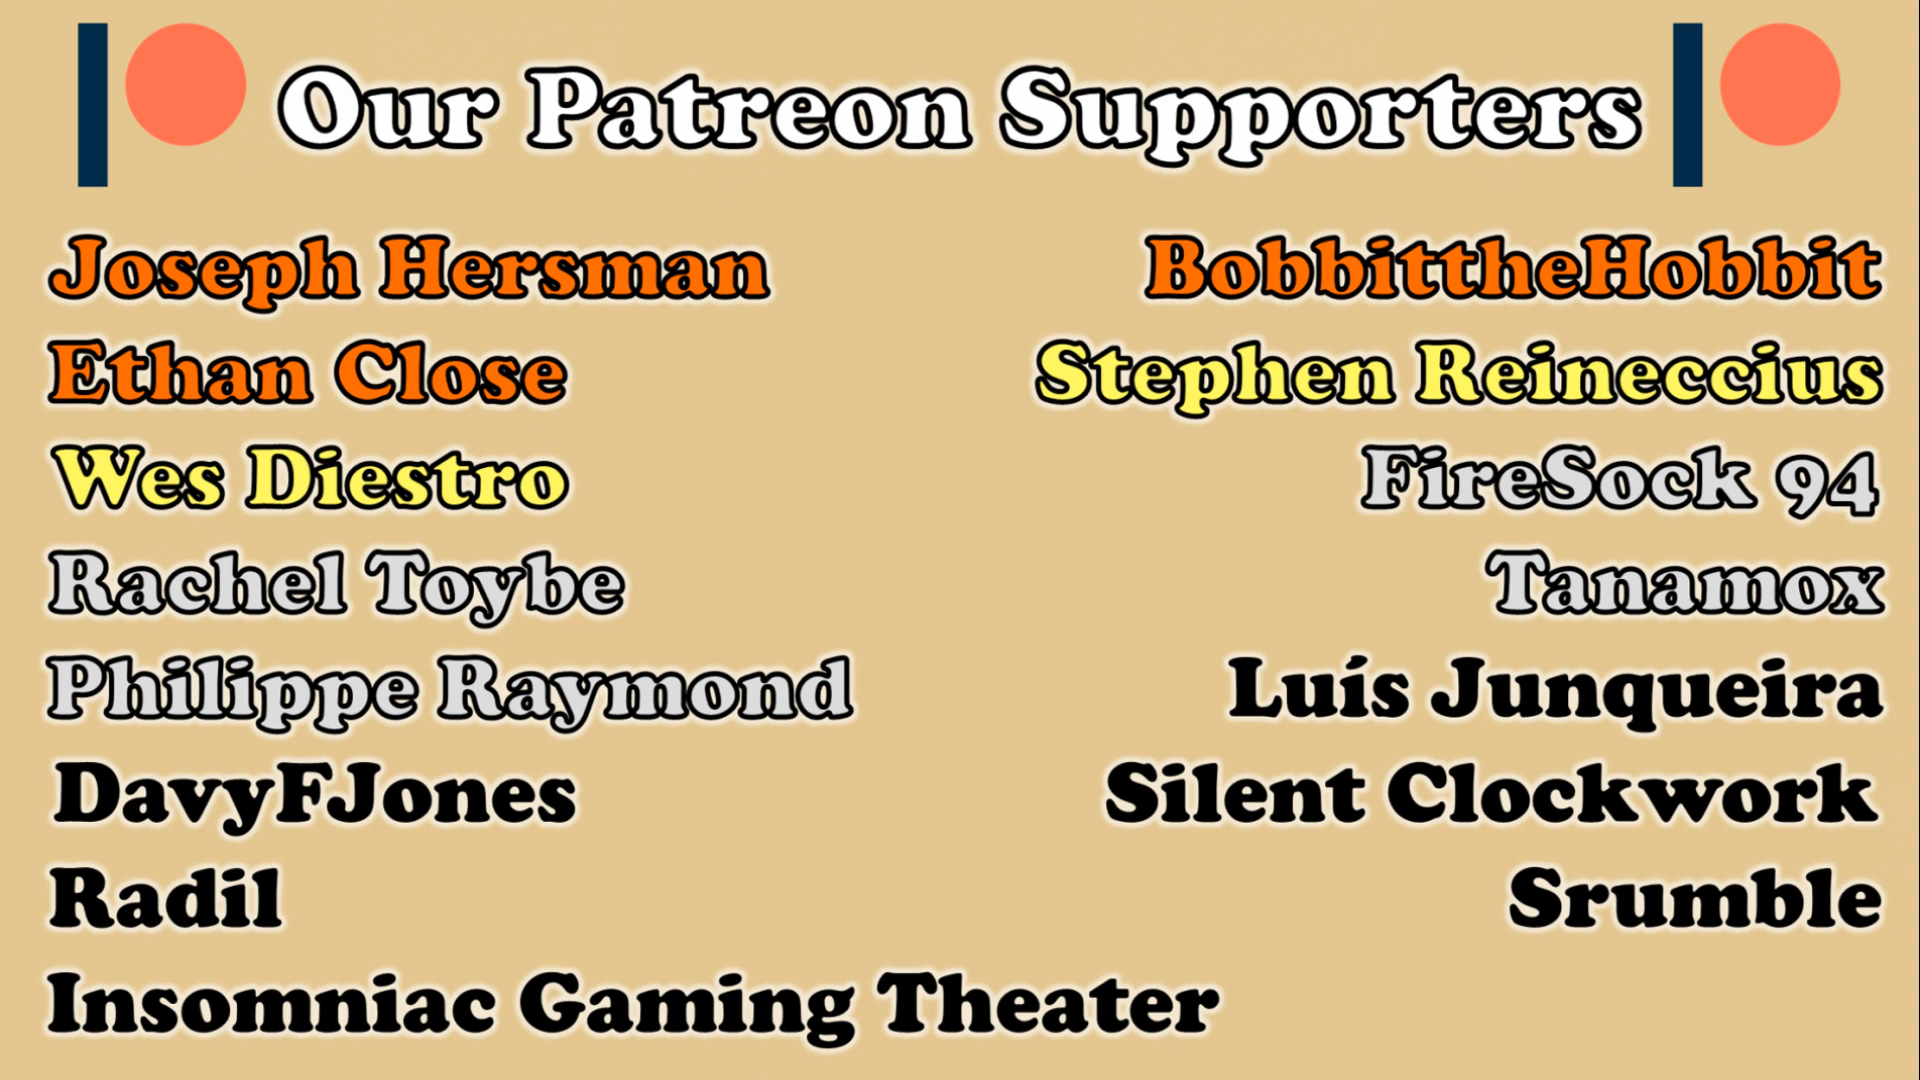 Our Patreon Supporters
Joseph Hersman
BobbittheHobbit
Ethan Close
Stephen Reineccius
Wes Diestro
FireSock 94
Rachel Toybe
Tanamox
Philippe Raymond
Luís Junqueira
DavyFJones
Silent Clockwork
Radil
Srumble
Insomniac Gaming Theater